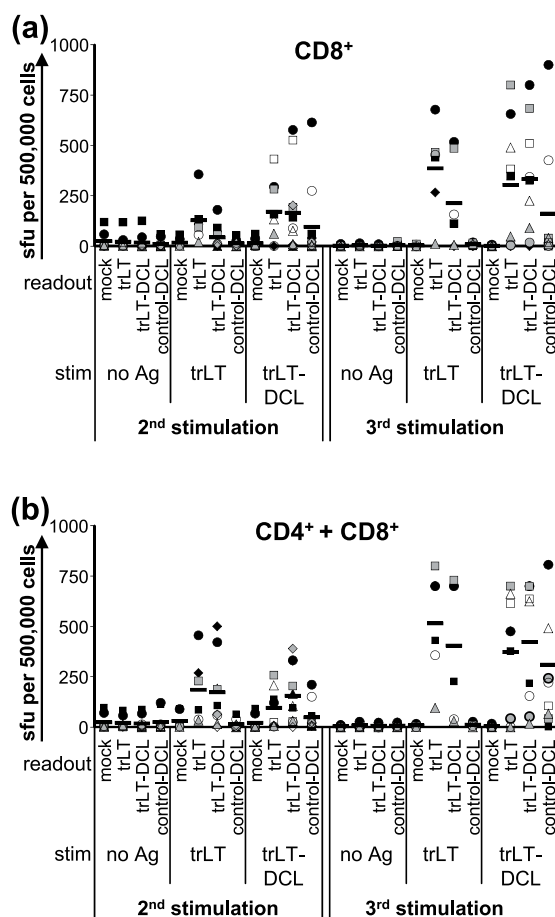 (a)
CD8⁺
sfu per 500,000 cells
1000
750
500
250
0
readout
mock trLT trLT-DCL control-DCL mock trLT trLT-DCL control-DCL mock trLT trLT-DCL control-DCL mock trLT trLT-DCL control-DCL mock trLT trLT-DCL control-DCL mock trLT trLT-DCL control-DCL
stim no Ag trLT trLT- no Ag trLT trLT-
DCL DCL
2ⁿᵈ stimulation 3ʳᵈ stimulation
(b)
CD4⁺ + CD8⁺
sfu per 500,000 cells
1000
750
500
250
0
readout
mock trLT trLT-DCL control-DCL mock trLT trLT-DCL control-DCL mock trLT trLT-DCL control-DCL mock trLT trLT-DCL control-DCL mock trLT trLT-DCL control-DCL mock trLT trLT-DCL control-DCL
stim no Ag trLT trLT- no Ag trLT trLT-
DCL DCL
2ⁿᵈ stimulation 3ʳᵈ stimulation